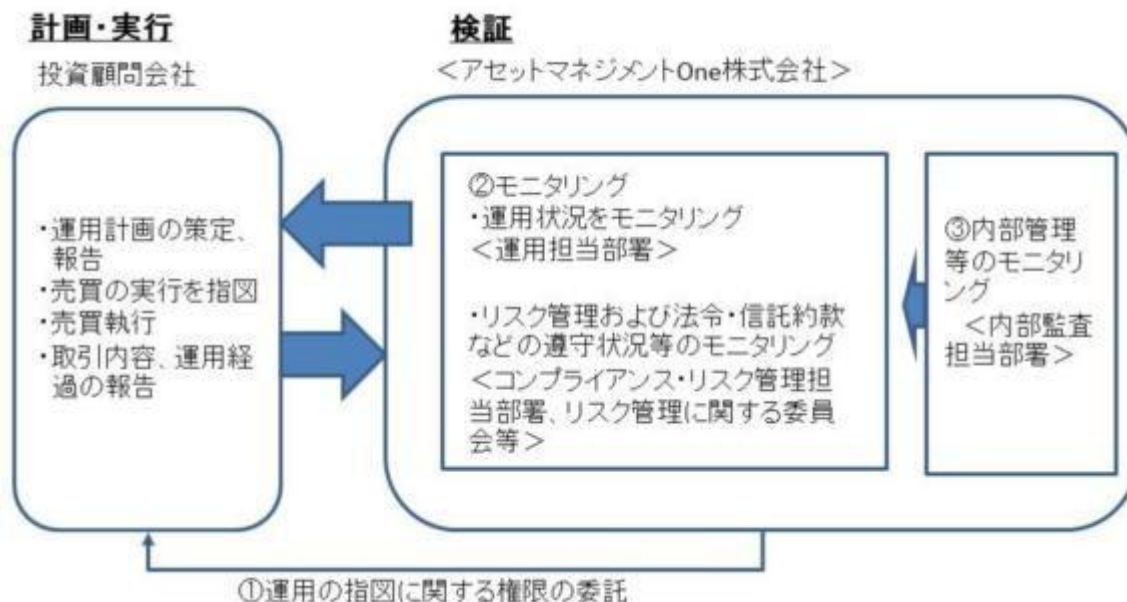 計画・実行
投資顧問会社
・運用計画の策定、
報告
・売買の実行を指図
・売買執行
・取引内容、運用経
過の報告
検証
＜アセットマネジメントOne株式会社＞
②モニタリング
・運用状況をモニタリング
＜運用担当部署＞
・リスク管理および法令・信託約款
などの遵守状況等のモニタリング
＜コンプライアンス・リスク管理担
当部署、リスク管理に関する委員
会等＞
③内部管理
等のモニタリ
ング
＜内部監査
担当部署＞
①運用の指図に関する権限の委託